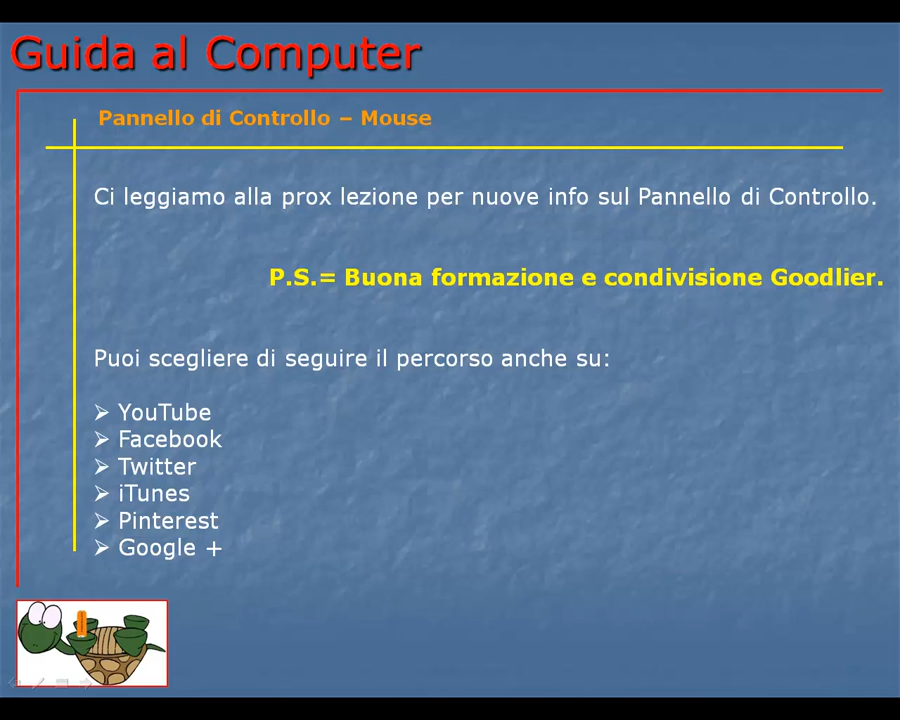 Guida al Computer
Pannello di Controllo – Mouse
Ci leggiamo alla prox lezione per nuove info sul Pannello di Controllo.
P.S.= Buona formazione e condivisione Goodlier.
Puoi scegliere di seguire il percorso anche su:
➢ YouTube
➢ Facebook
➢ Twitter
➢ iTunes
➢ Pinterest
➢ Google +